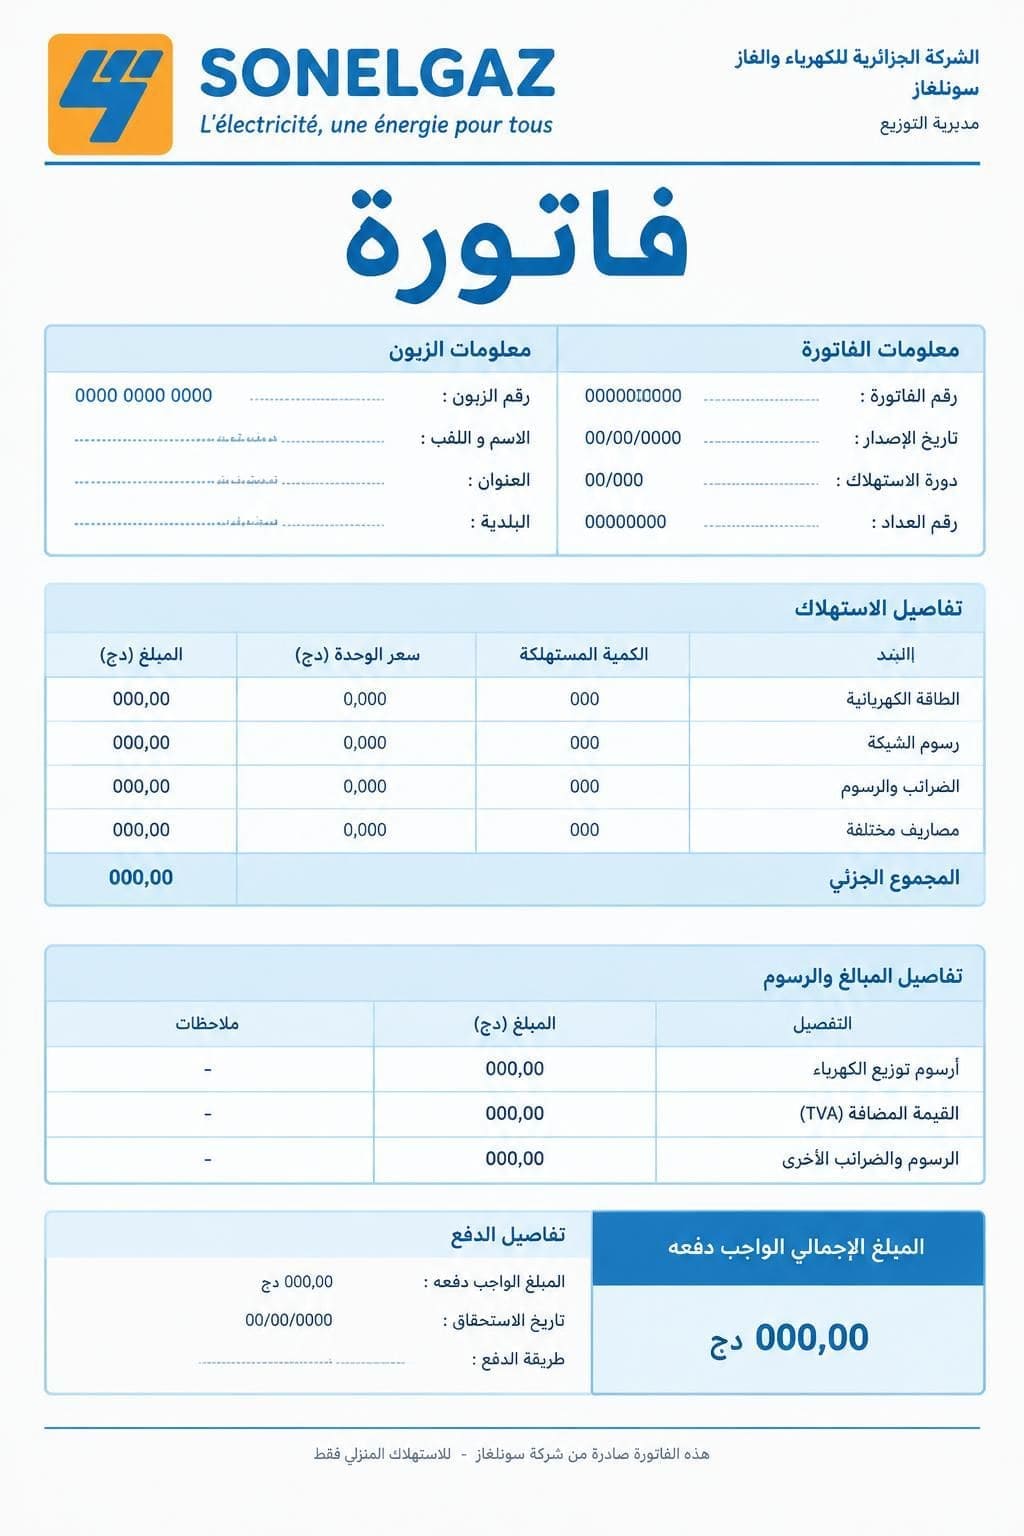 SONELGAZ
L'électricité, une énergie pour tous
الشركة الجزائرية للكهرباء والغاز
سونلغاز
مديرية التوزيع
فاتورة
معلومات الفاتورة
رقم الفاتورة :
تاريخ الإصدار : 00/00/0000
دورة الاستهلاك : 00/000
رقم العداد : 00000000
معلومات الزبون
رقم الزبون : 0000 0000 0000
الاسم و اللقب :
العنوان :
البلدية :
تفاصيل الاستهلاك
الكمية المستهلكة سعر الوحدة (دج) المبلغ (دج)
الطاقة الكهربائية 000 0,000 000,00
رسوم الشبكة 000 0,000 000,00
الضرائب والرسوم 000 0,000 000,00
مصاريف مختلفة 000 0,000 000,00
المجموع الجزئي 000,00
تفاصيل المبالغ والرسوم
التفصيل المبلغ (دج) ملاحظات
أرسوم توزيع الكهرباء 000,00 -
القيمة المضافة (TVA) 000,00 -
الرسوم والضرائب الأخرى 000,00 -
المبلغ الإجمالي الواجب دفعه
000,00 دج
تفاصيل الدفع
المبلغ الواجب دفعه : 000,00 دج
تاريخ الاستحقاق : 00/00/0000
طريقة الدفع :
هذه الفاتورة صادرة من شركة سونلغاز - للاستهلاك المنزلي فقط